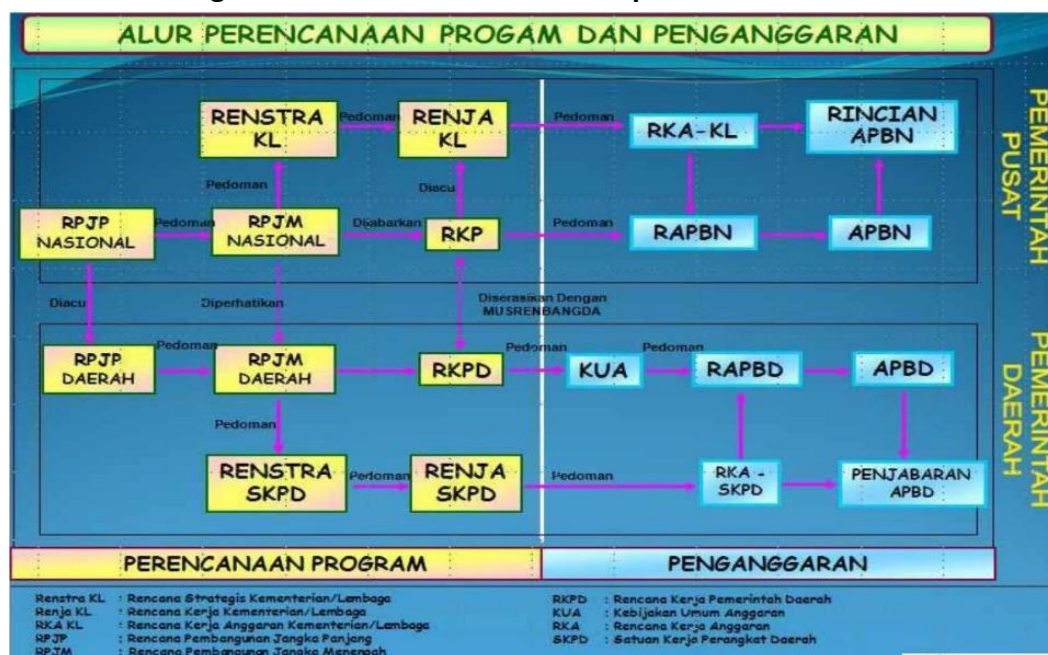 ALUR PERENCANAAN PROGAM DAN PENGANGGARAN
RENSTRA
KL
Pedoman
RENJA
KL
Pedoman
RKA-KL
RINCIAN
APBN
Pedoman
Diacu
RPJP
NASIONAL
Pedoman
RPJM
NASIONAL
Dijabarkan
RKP
Pedoman
RAPBN
APBN
PEMERINTAH
PUSAT
Diacu
Diperhatikan
Diserasikan Dengan
MUSRENBANGDA
RPJP
DAERAH
Pedoman
RPJM
DAERAH
RKPD
Pedoman
KUA
Pedoman
RAPBD
APBD
Pedoman
RENSTRA
SKPD
Pedoman
RENJA
SKPD
Pedoman
RKA -
SKPD
PENJABARAN
APBD
PEMERINTAH
DAERAH
PERENCANAAN PROGRAM
PENGANGGARAN
Renstra KL : Rencana Strategis Kementerian/Lembaga
Renja KL : Rencana Kerja Kementerian/Lembaga
RKA KL : Rencana Kerja Anggaran Kementerian/Lembaga
RPJP : Rencana Pembangunan Jangka Panjang
RPJM : Rencana Pembangunan Jangka Menengah
RKPD : Rencana Kerja Pemerintah Daerah
KUA : Kebijakan Umum Anggaran
RKA : Rencana Kerja Anggaran
SKPD : Satuan Kerja Perangkat Daerah